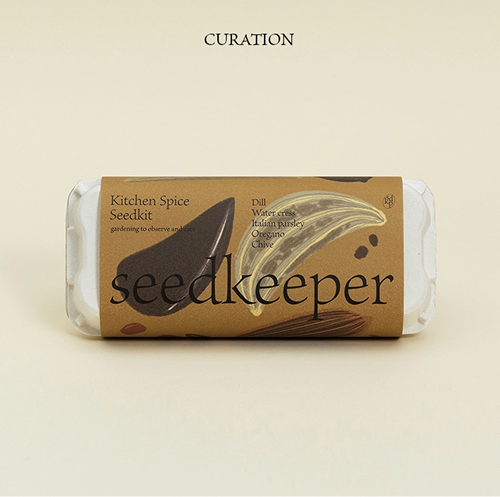 CURATION
Kitchen Spice
Seedkit
gardening to observe and
Dill
Water cress
Italian parsley
Oregano
Chive
seedkeeper